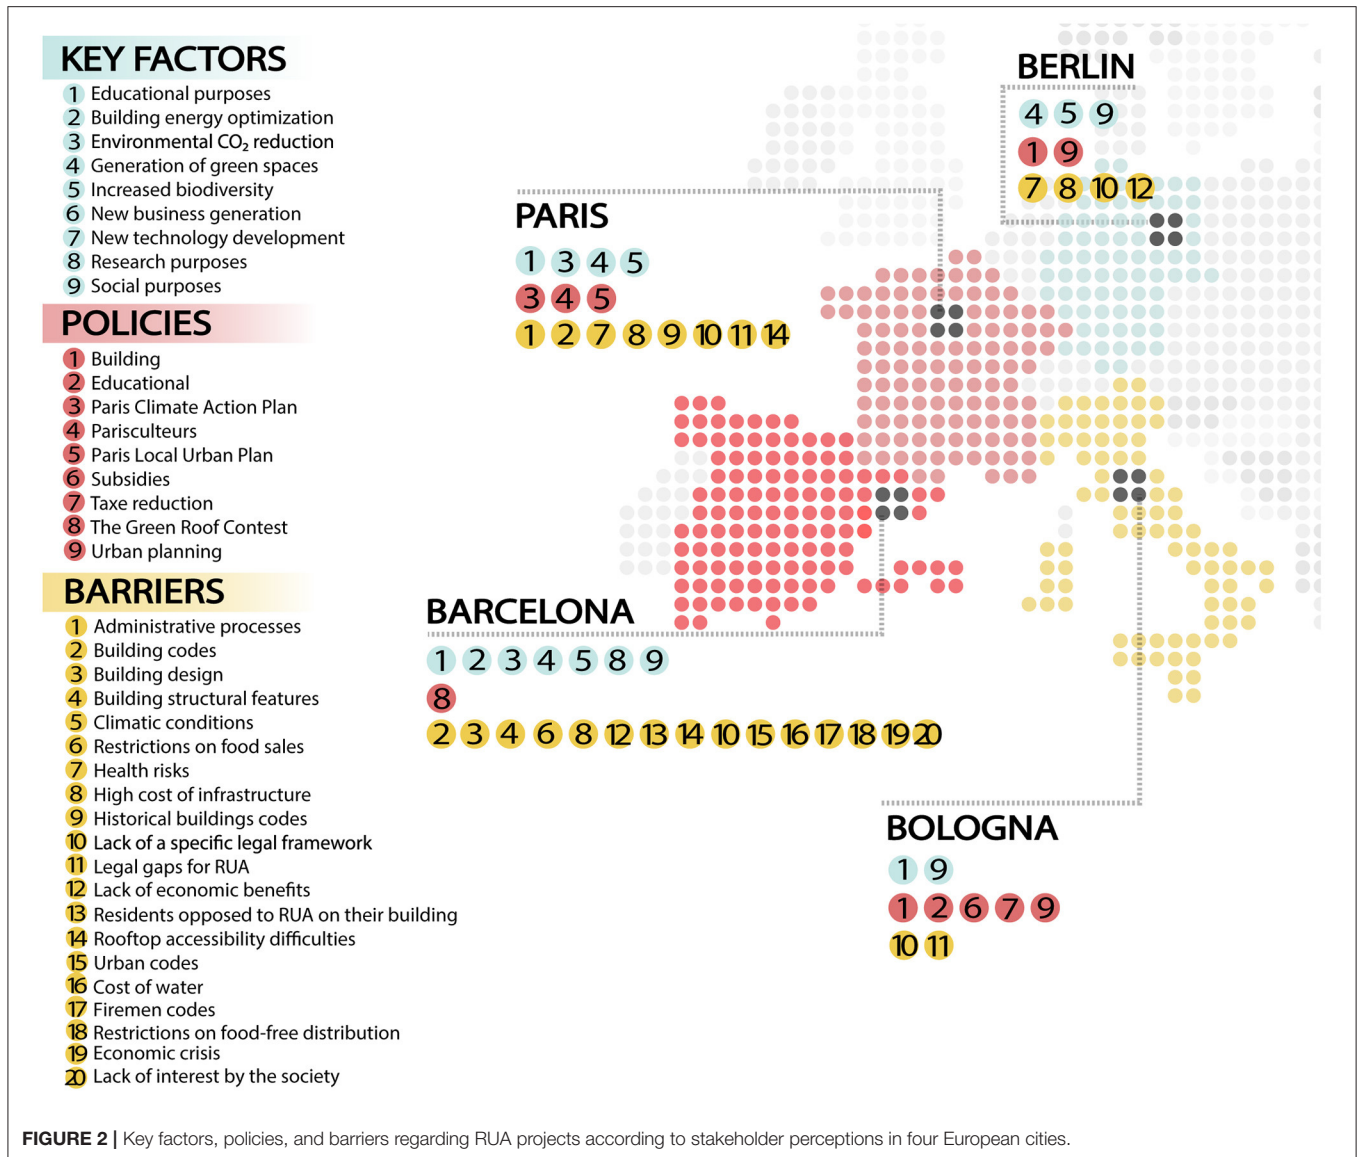 KEY FACTORS
1 Educational purposes
2 Building energy optimization
3 Environmental CO₂ reduction
4 Generation of green spaces
5 Increased biodiversity
6 New business generation
7 New technology development
8 Research purposes
9 Social purposes
POLICIES
1 Building
2 Educational
3 Paris Climate Action Plan
4 Parisculteurs
5 Paris Local Urban Plan
6 Subsidies
7 Taxe reduction
8 The Green Roof Contest
9 Urban planning
BARRIERS
1 Administrative processes
2 Building codes
3 Building design
4 Building structural features
5 Climatic conditions
6 Restrictions on food sales
7 Health risks
8 High cost of infrastructure
9 Historical buildings codes
10 Lack of a specific legal framework
11 Legal gaps for RUA
12 Lack of economic benefits
13 Residents opposed to RUA on their building
14 Rooftop accessibility difficulties
15 Urban codes
16 Cost of water
17 Firemen codes
18 Restrictions on food-free distribution
19 Economic crisis
20 Lack of interest by the society
BERLIN
4 5 9
1 9
7 8 10 12
PARIS
1 3 4 5
3 4 5
1 2 7 8 9 10 11 14
BARCELONA
1 2 3 4 5 8 9
8
2 3 4 6 8 12 13 14 10 15 16 17 18 19 20
BOLOGNA
1 9
1 2 6 7 9
10 11
FIGURE 2 | Key factors, policies, and barriers regarding RUA projects according to stakeholder perceptions in four European cities.